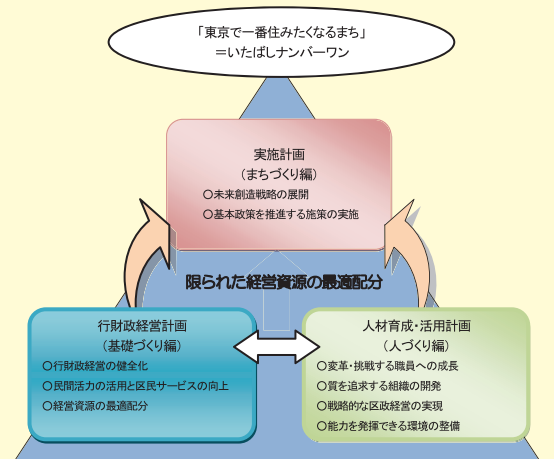 「東京で一番住みたくなるまち」
＝いたばしナンバーワン
実施計画
（まちづくり編）
○未来創造戦略の展開
○基本政策を推進する施策の実施
限られた経営資源の最適配分
行財政経営計画
（基礎づくり編）
○行財政経営の健全化
○民間活力の活用と区民サービスの向上
○経営資源の最適配分
人材育成・活用計画
（人づくり編）
○変革・挑戦する職員への成長
○質を追求する組織の開発
○戦略的な区政経営の実現
○能力を発揮できる環境の整備